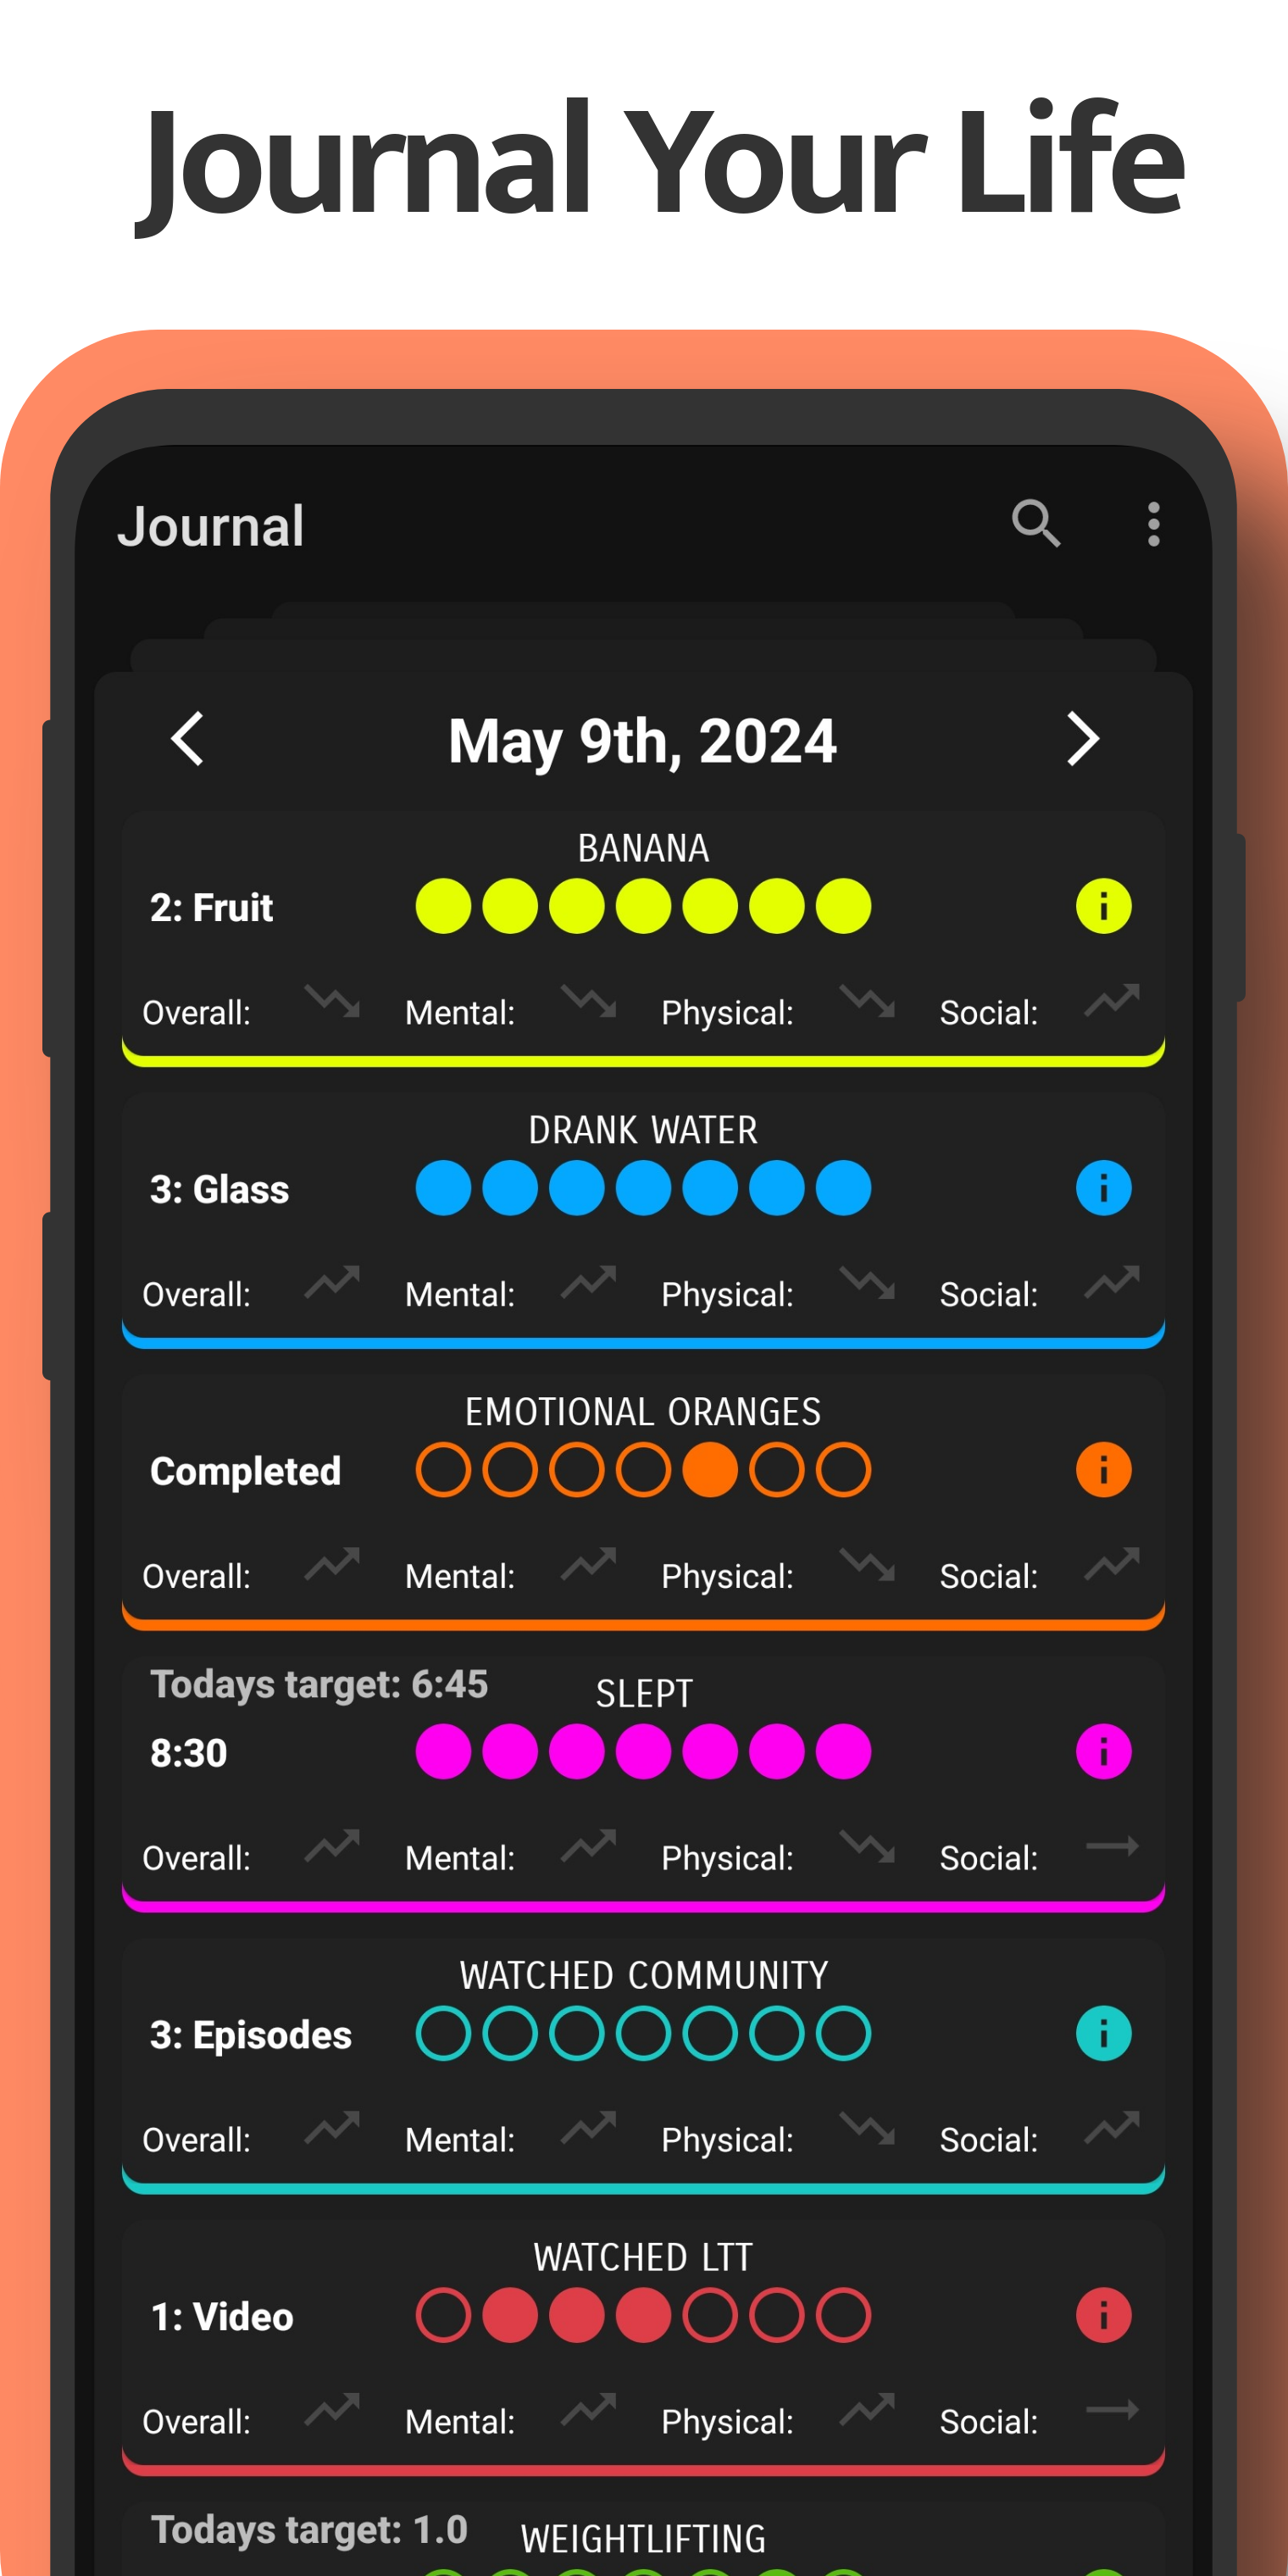 Journal Your Life
Journal
May 9th, 2024
BANANA
2: Fruit
Overall: Mental: Physical: Social:
DRANK WATER
3: Glass
Overall: Mental: Physical: Social:
EMOTIONAL ORANGES
Completed
Overall: Mental: Physical: Social:
Todays target: 6:45
SLEPT
8:30
Overall: Mental: Physical: Social:
WATCHED COMMUNITY
3: Episodes
Overall: Mental: Physical: Social:
WATCHED LTT
1: Video
Overall: Mental: Physical: Social:
Todays target: 1.0
WEIGHTLIFTING